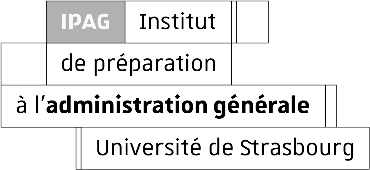 IPAG Institut
de préparation
à l'administration générale
Université de Strasbourg